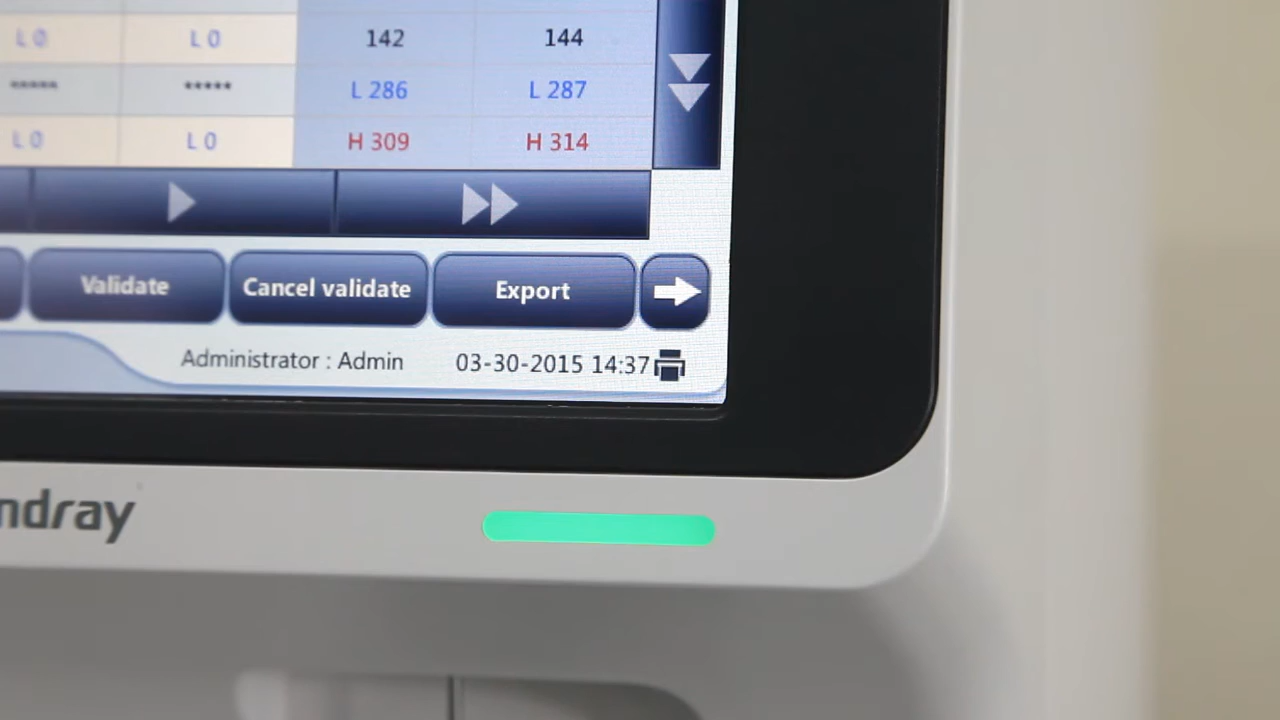 L 0 L 0 142 144
***** ***** L 286 L 287
L 0 L 0 H 309 H 314
Validate Cancel validate Export
Administrator : Admin 03-30-2015 14:37
ndray